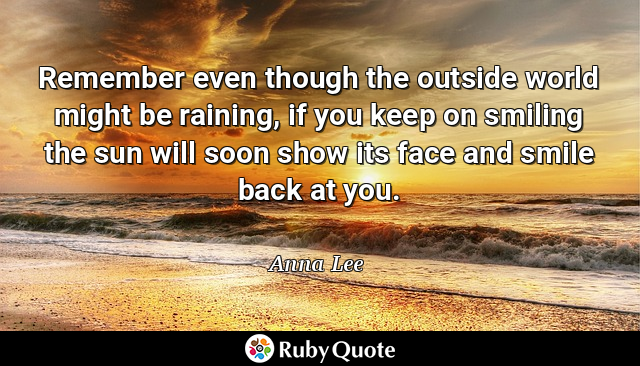 Remember even though the outside world
might be raining, if you keep on smiling
the sun will soon show its face and smile
back at you.
Anna Lee
RubyQuote